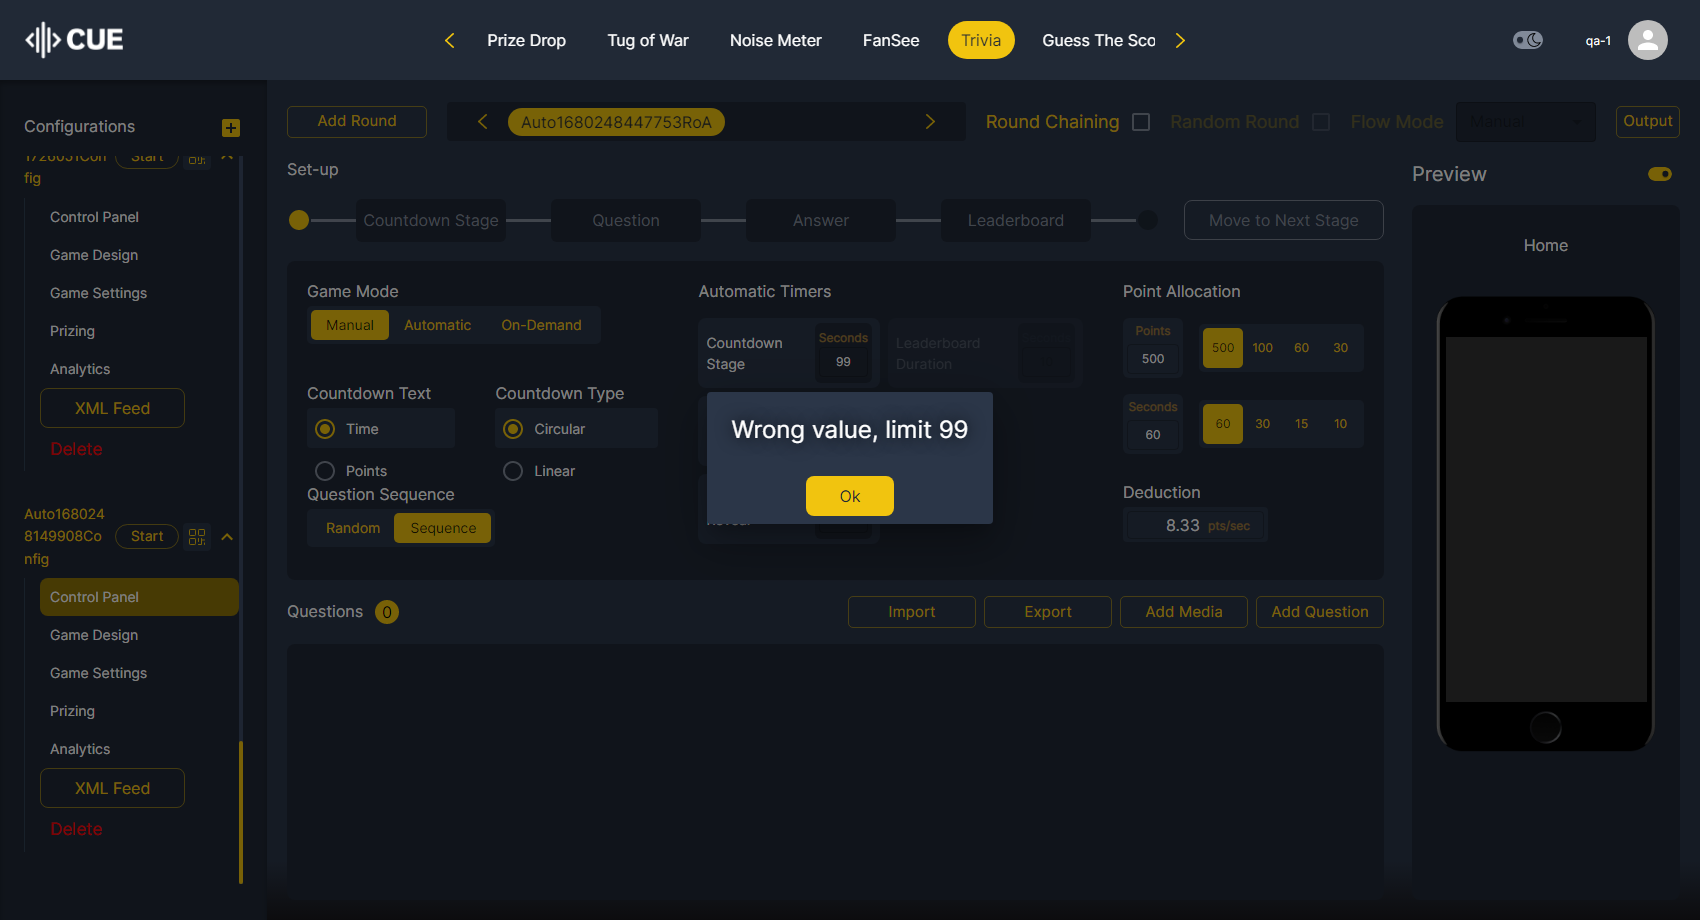 CUE
Prize Drop
Tug of War
Noise Meter
FanSee
Trivia
Guess The Sco
qa-1
Configurations
1726051Con
fig
Start
Control Panel
Game Design
Game Settings
Prizing
Analytics
XML Feed
Delete
Auto168024
8149908Co
nfig
Start
Control Panel
Game Design
Game Settings
Prizing
Analytics
XML Feed
Delete
Add Round
Auto1680248447753RoA
Round Chaining
Random Round
Flow Mode
Manual
Output
Set-up
Countdown Stage
Question
Answer
Leaderboard
Move to Next Stage
Game Mode
Manual
Automatic
On-Demand
Countdown Text
Time
Points
Countdown Type
Circular
Linear
Question Sequence
Random
Sequence
Automatic Timers
Countdown
Stage
Seconds
99
Leaderboard
Duration
Wrong value, limit 99
Ok
Point Allocation
Points
500
500
100
60
30
Seconds
60
60
30
15
10
Deduction
8.33 pts/sec
Questions 0
Import
Export
Add Media
Add Question
Preview
Home